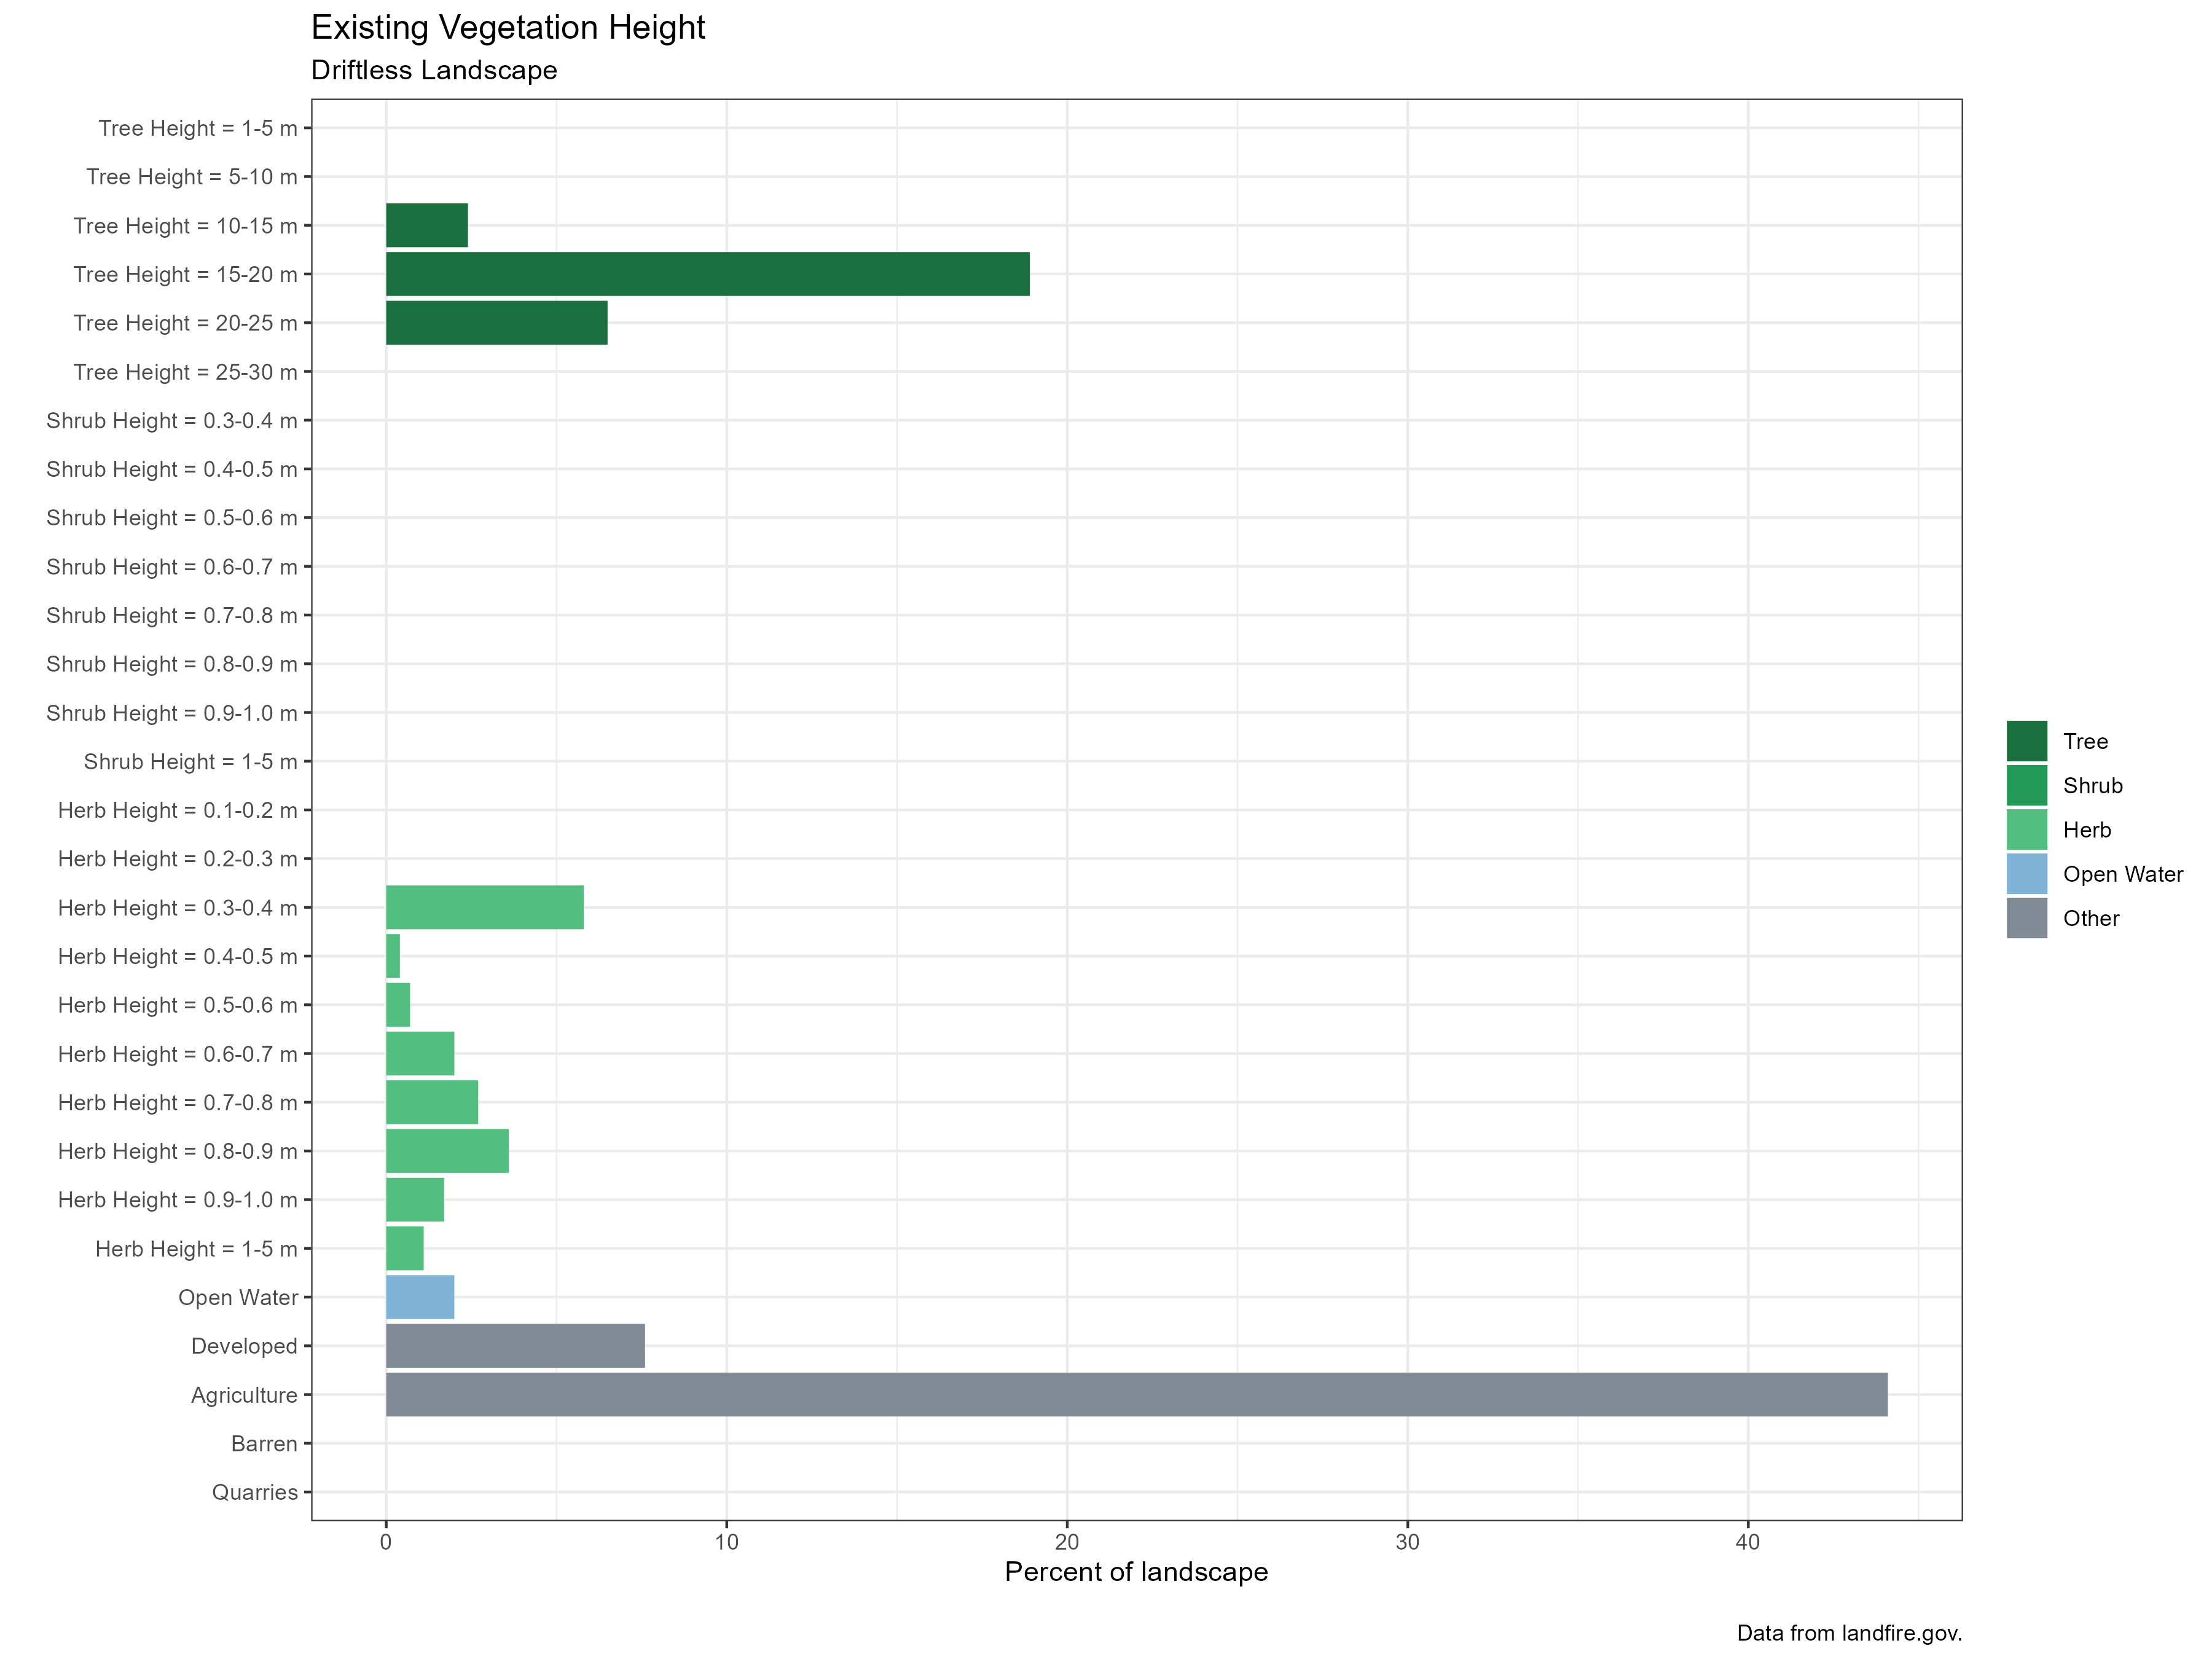 Existing Vegetation Height
Driftless Landscape
Tree Height = 1-5 m
Tree Height = 5-10 m
Tree Height = 10-15 m
Tree Height = 15-20 m
Tree Height = 20-25 m
Tree Height = 25-30 m
Shrub Height = 0.3-0.4 m
Shrub Height = 0.4-0.5 m
Shrub Height = 0.5-0.6 m
Shrub Height = 0.6-0.7 m
Shrub Height = 0.7-0.8 m
Shrub Height = 0.8-0.9 m
Shrub Height = 0.9-1.0 m
Shrub Height = 1-5 m
Herb Height = 0.1-0.2 m
Herb Height = 0.2-0.3 m
Herb Height = 0.3-0.4 m
Herb Height = 0.4-0.5 m
Herb Height = 0.5-0.6 m
Herb Height = 0.6-0.7 m
Herb Height = 0.7-0.8 m
Herb Height = 0.8-0.9 m
Herb Height = 0.9-1.0 m
Herb Height = 1-5 m
Open Water
Developed
Agriculture
Barren
Quarries
0 10 20 30 40
Percent of landscape
Tree
Shrub
Herb
Open Water
Other
Data from landfire.gov.